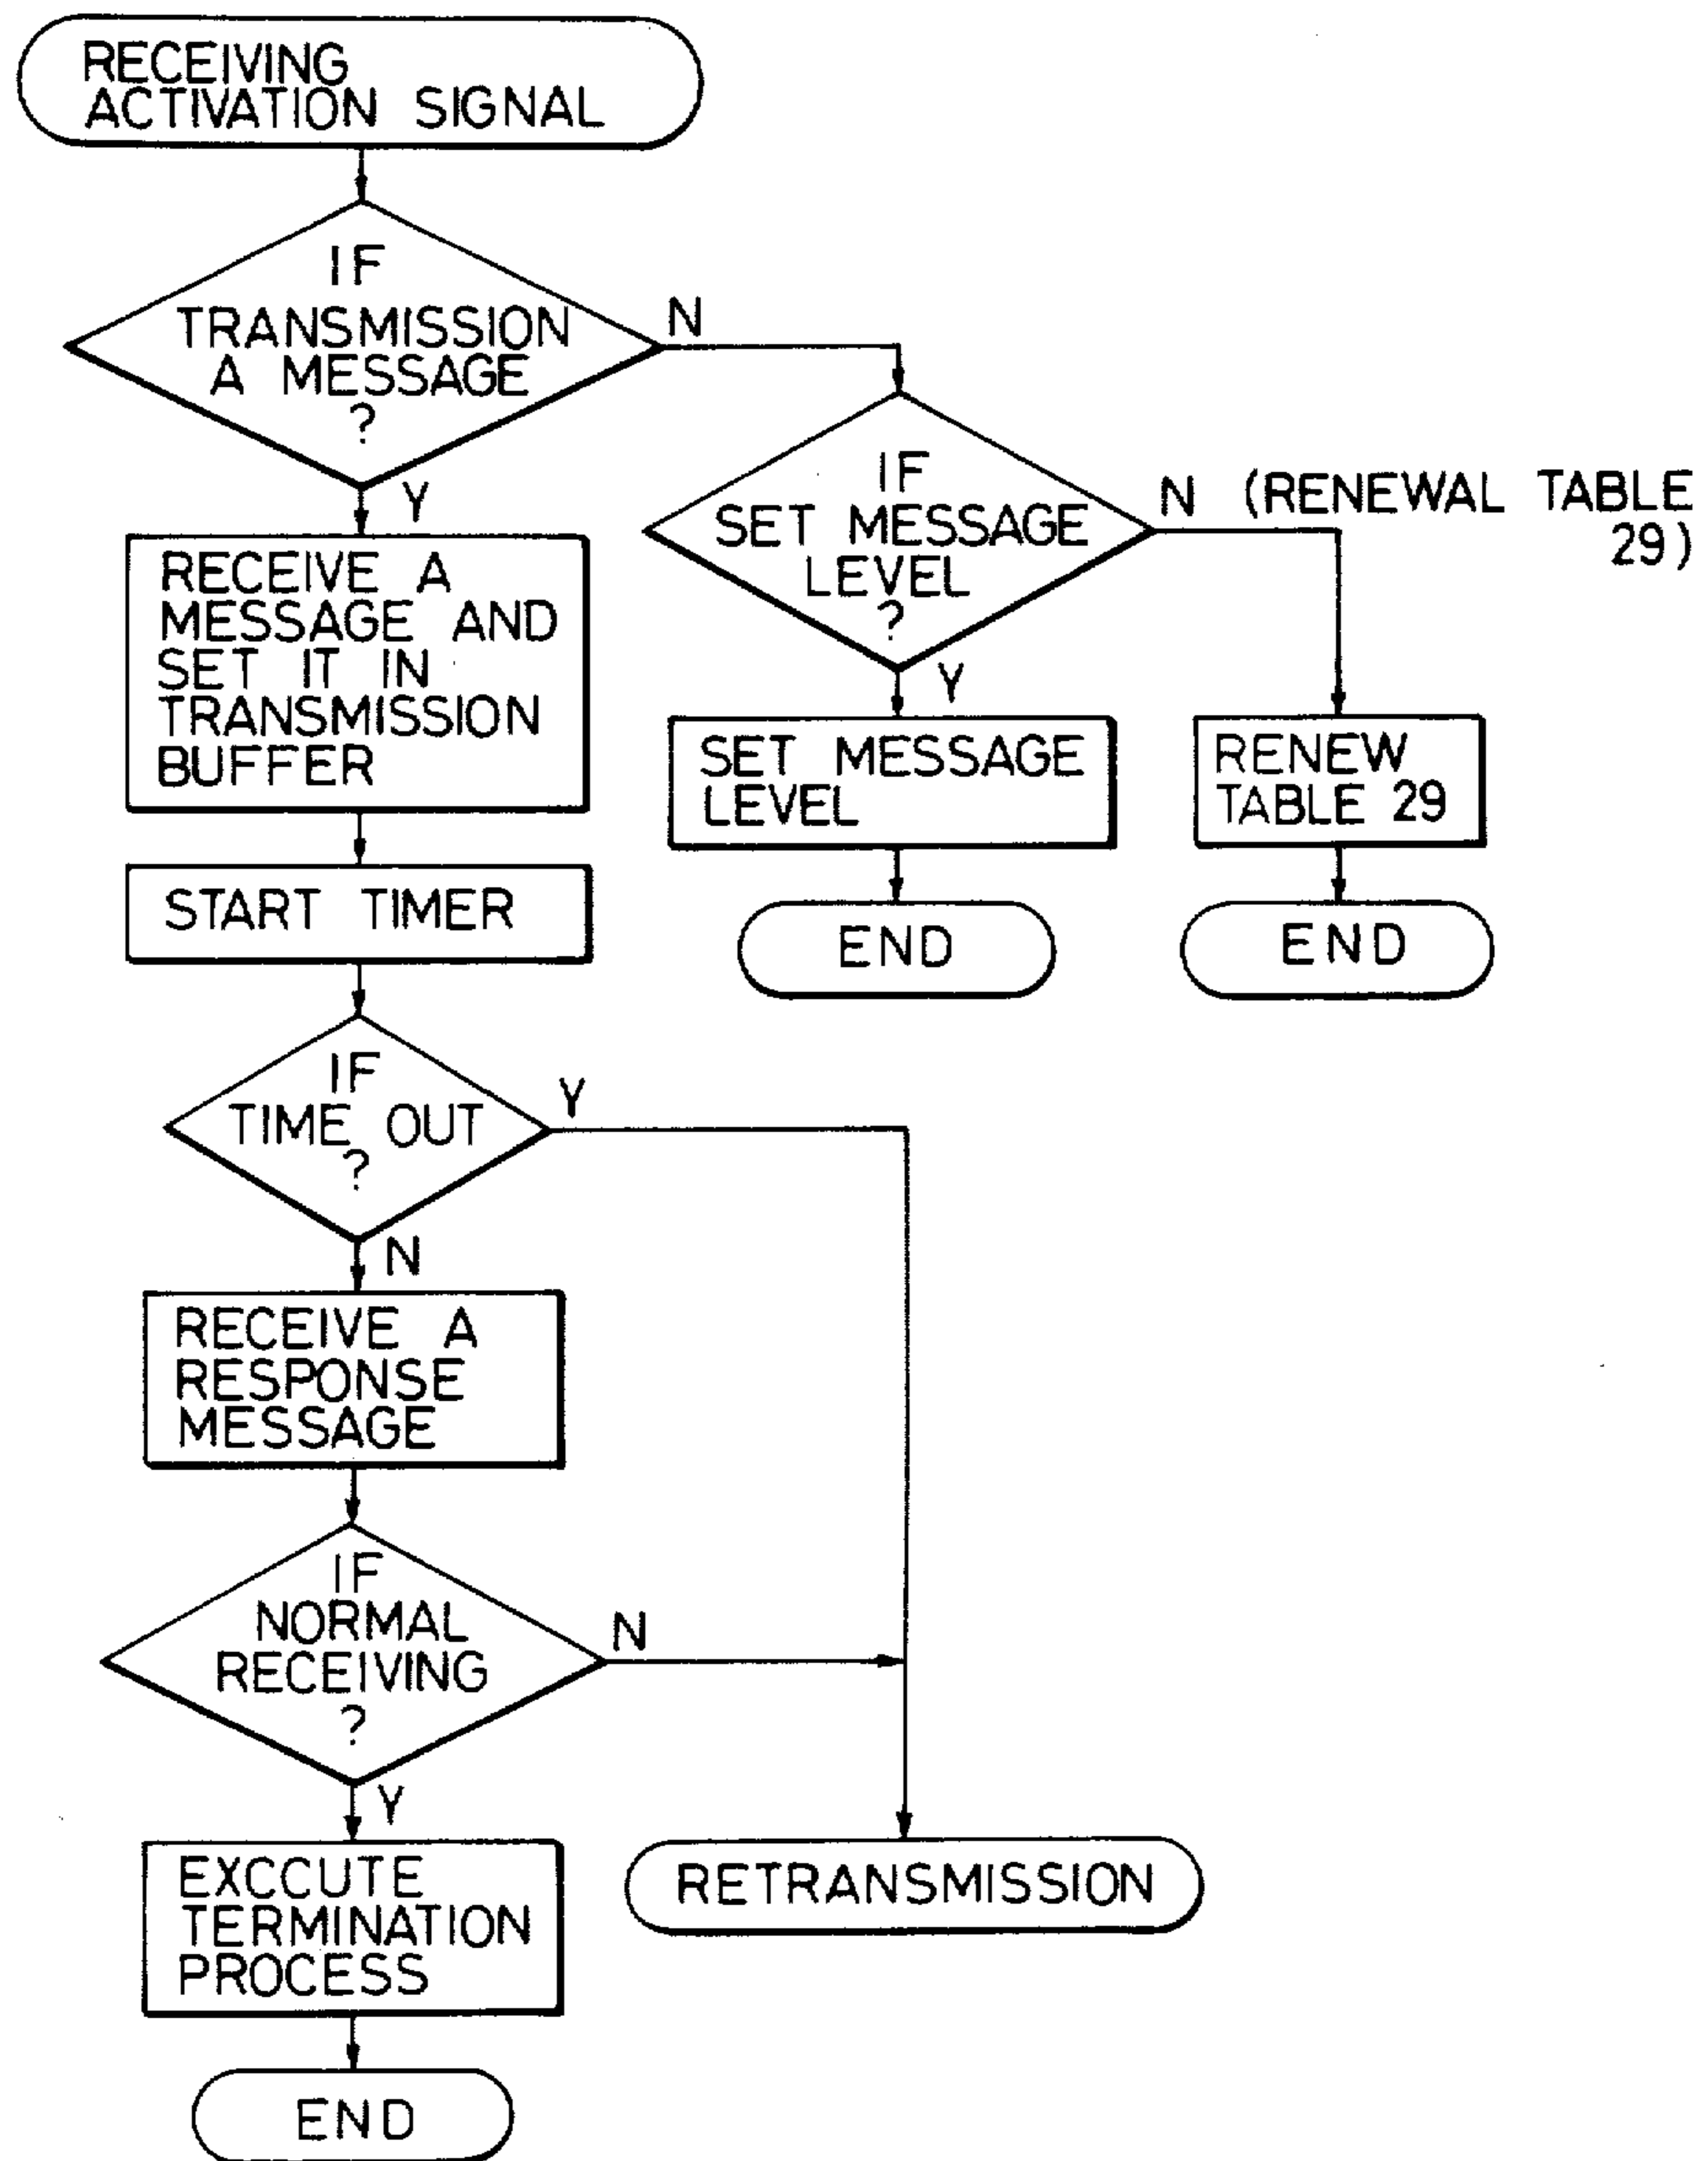 RECEIVING
ACTIVATION SIGNAL
IF
TRANSMISSION
A MESSAGE
?
N
Y
IF
SET MESSAGE
LEVEL
?
N (RENEWAL TABLE
29)
Y
RECEIVE A
MESSAGE AND
SET IT IN
TRANSMISSION
BUFFER
SET MESSAGE
LEVEL
RENEW
TABLE 29
START TIMER
END
END
IF
TIME OUT
?
Y
N
RECEIVE A
RESPONSE
MESSAGE
IF
NORMAL
RECEIVING
?
N
Y
EXCCUTE
TERMINATION
PROCESS
RETRANSMISSION
END